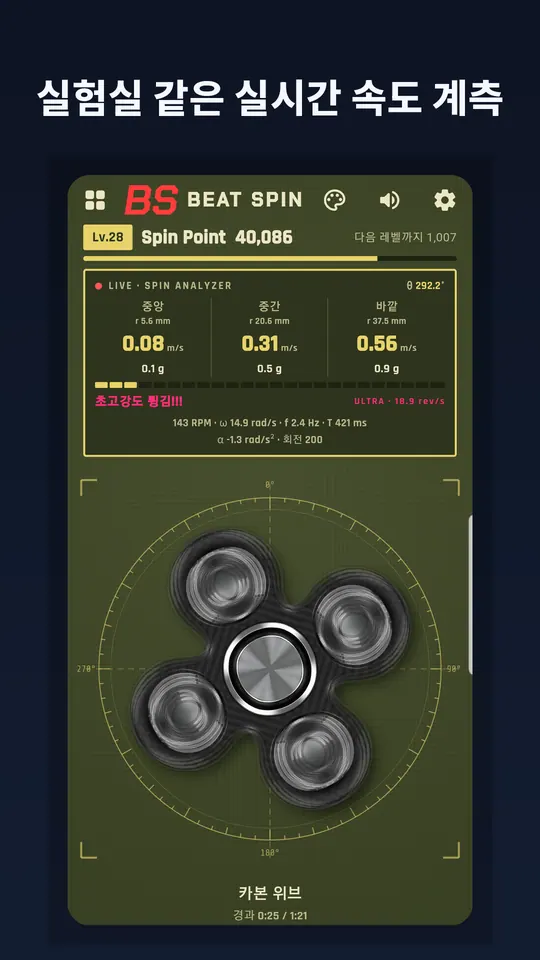 실험실 같은 실시간 속도 계측
BS BEAT SPIN
Lv.28 Spin Point 40,086 다음 레벨까지 1,007
LIVE · SPIN ANALYZER θ 292.2°
중앙 중간 바깥
r 5.6 mm r 20.6 mm r 37.5 mm
0.08 m/s 0.31 m/s 0.56 m/s
0.1 g 0.5 g 0.9 g
초고강도 튕김!!! ULTRA · 18.9 rev/s
143 RPM · ω 14.9 rad/s · f 2.4 Hz · T 421 ms
α -1.3 rad/s² · 회전 200
0°
270° 90°
180°
카본 위브
경과 0:25 / 1:21